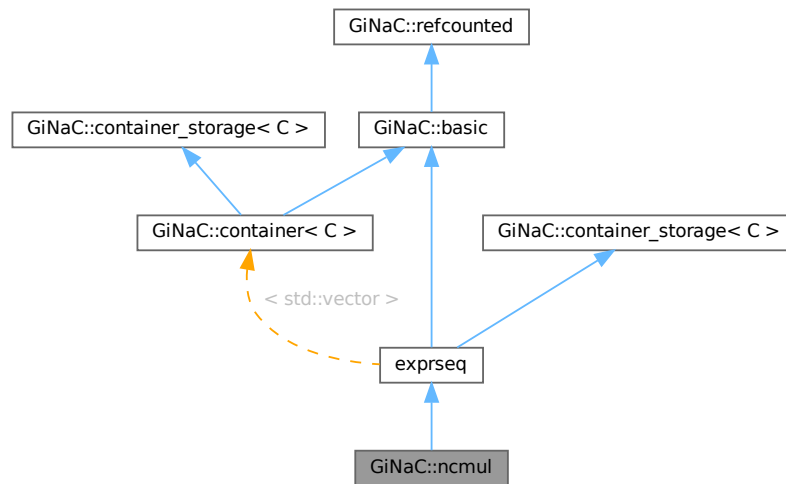 GiNaC::refcounted
GiNaC::container_storage< C >
GiNaC::basic
GiNaC::container< C >
GiNaC::container_storage< C >
< std::vector >
exprseq
GiNaC::ncmul